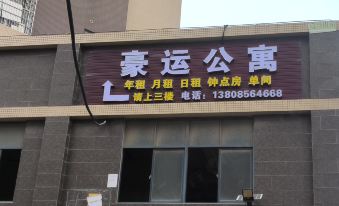 豪运公寓
年租 月租 日租 钟点房 单间
请上三楼 电话：13808564668